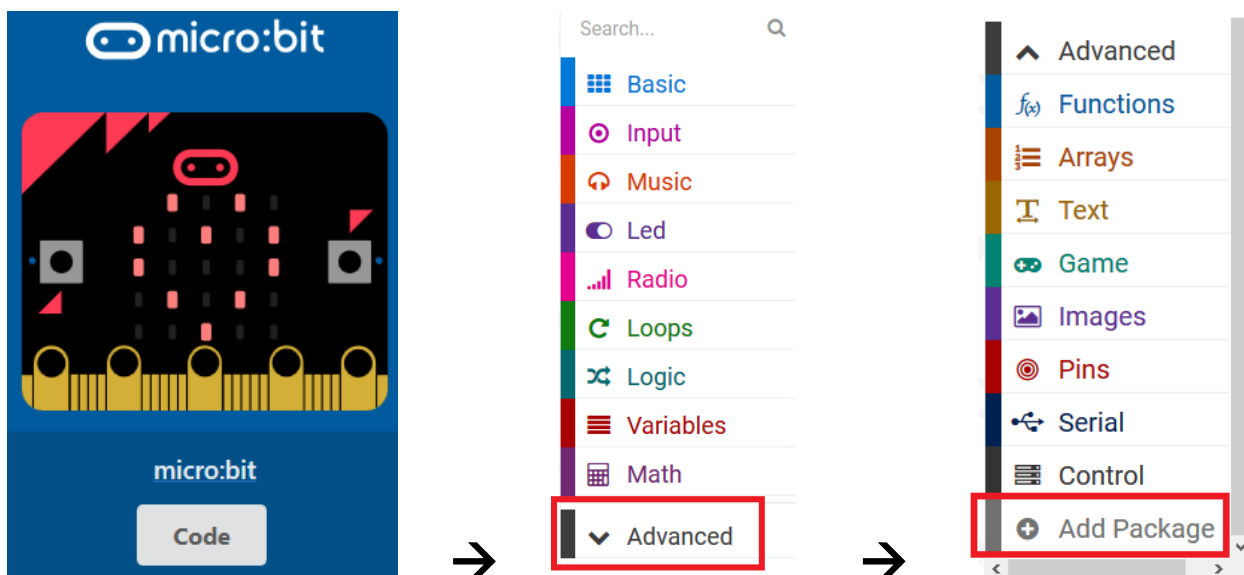 micro:bit
micro:bit
Code
Search...
Basic
Input
Music
Led
Radio
Loops
Logic
Variables
Math
Advanced
Advanced
f(x) Functions
Arrays
Text
Game
Images
Pins
Serial
Control
Add Package